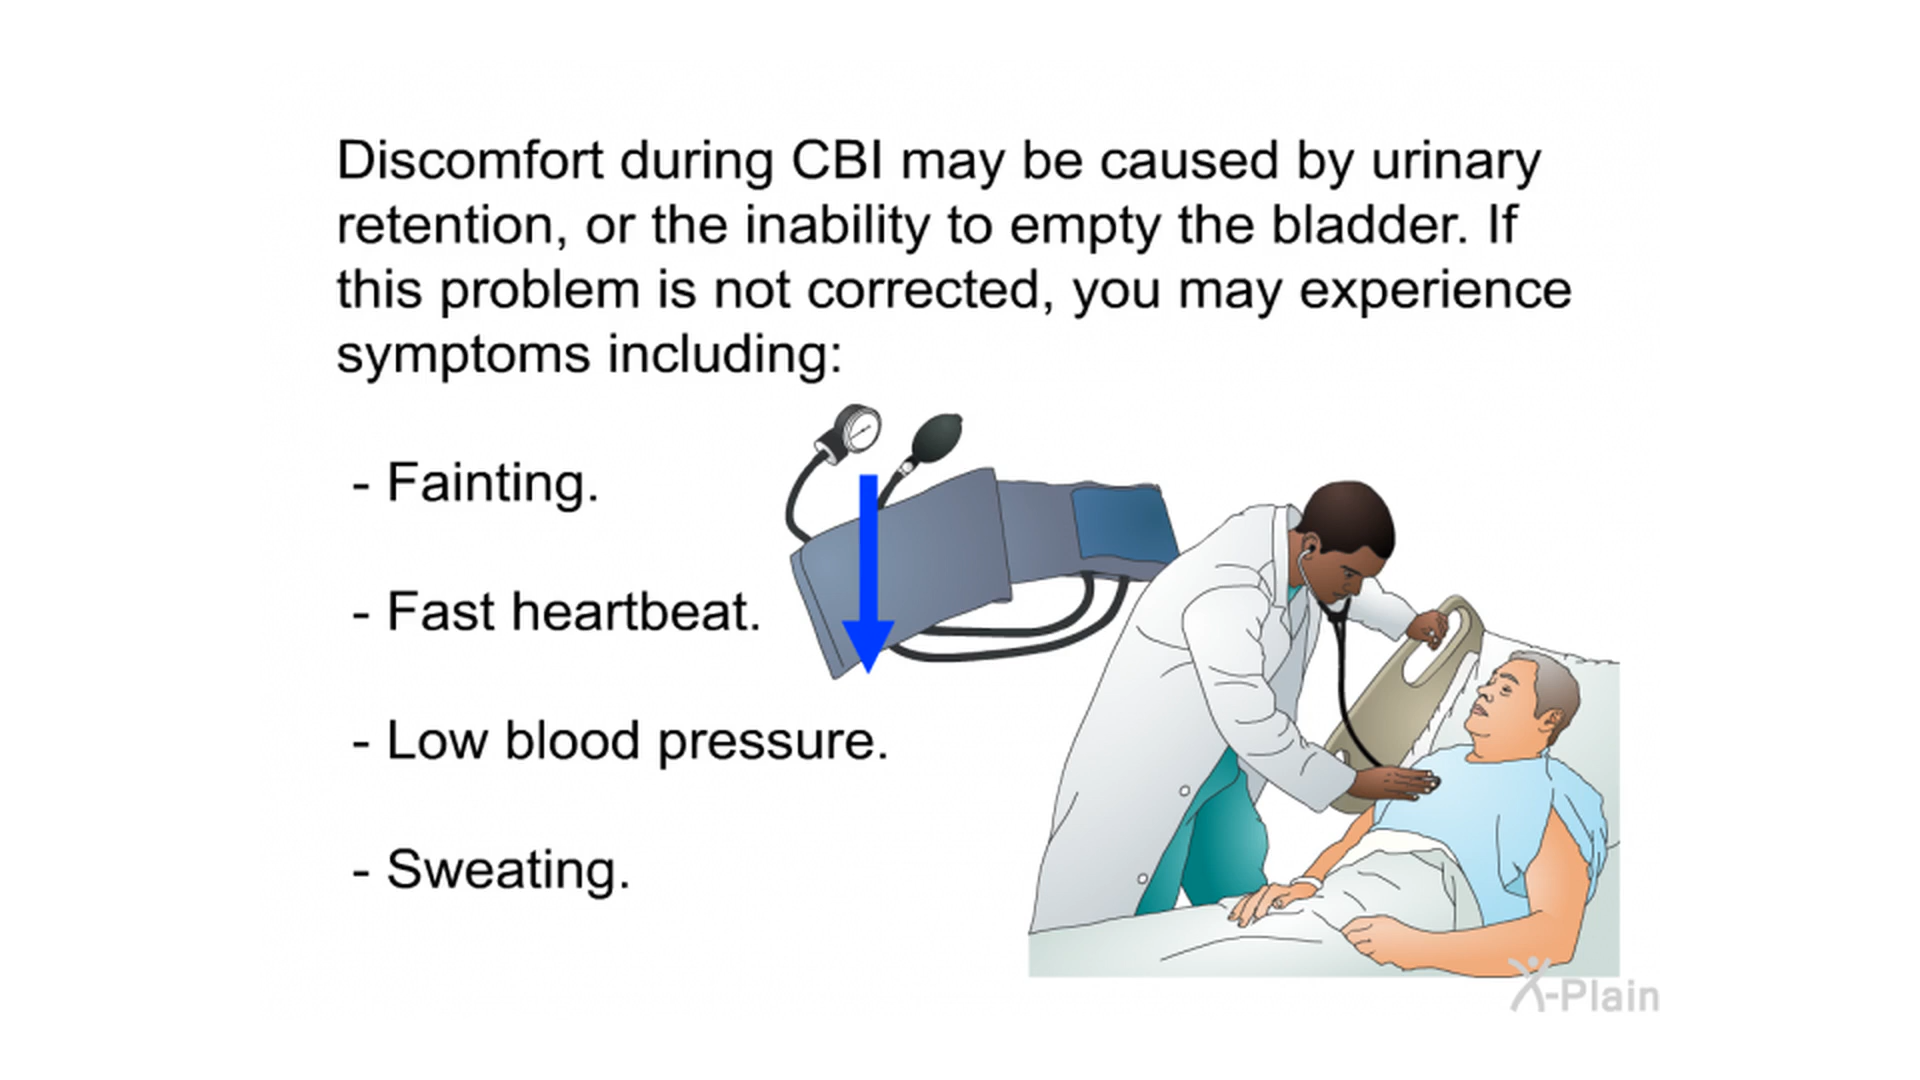 Discomfort during CBI may be caused by urinary
retention, or the inability to empty the bladder. If
this problem is not corrected, you may experience
symptoms including:
- Fainting.
- Fast heartbeat.
- Low blood pressure.
- Sweating.
X-Plain